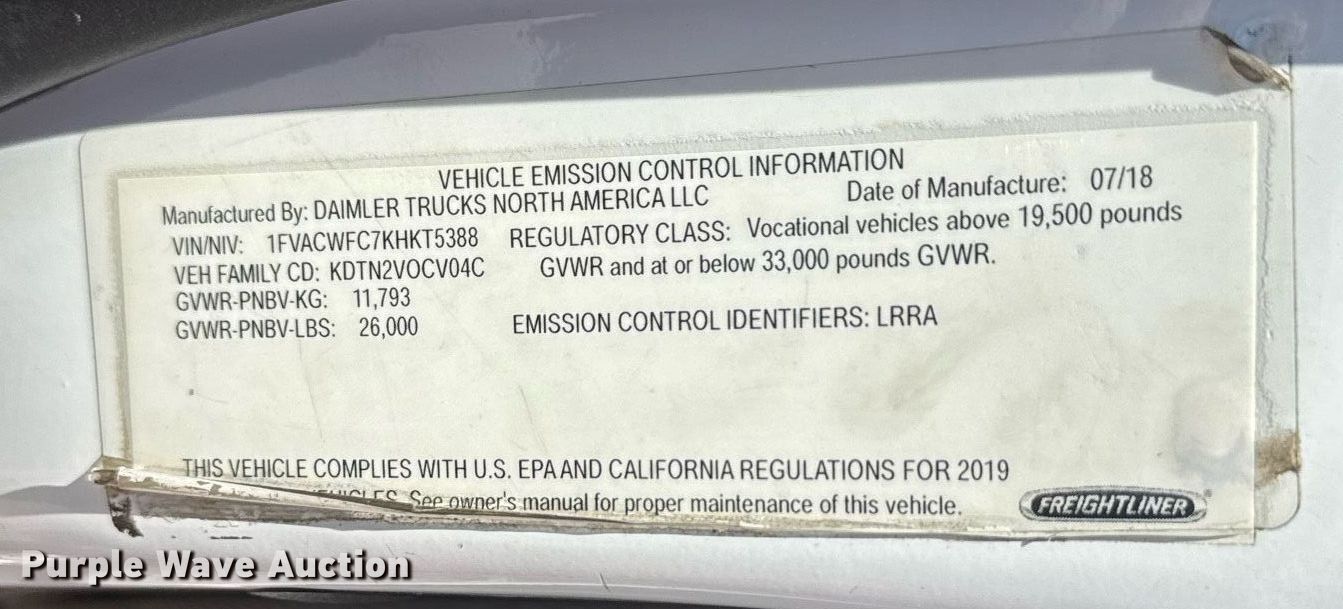 VEHICLE EMISSION CONTROL INFORMATION
Manufactured By: DAIMLER TRUCKS NORTH AMERICA LLC Date of Manufacture: 07/18
VIN/NIV: 1FVACWFC7KHKT5388 REGULATORY CLASS: Vocational vehicles above 19,500 pounds
VEH FAMILY CD: KDTN2VOCV04C GVWR and at or below 33,000 pounds GVWR.
GVWR-PNBV-KG: 11,793
GVWR-PNBV-LBS: 26,000 EMISSION CONTROL IDENTIFIERS: LRRA
THIS VEHICLE COMPLIES WITH U.S. EPA AND CALIFORNIA REGULATIONS FOR 2019
See owner's manual for proper maintenance of this vehicle.
FREIGHTLINER
Purple Wave Auction